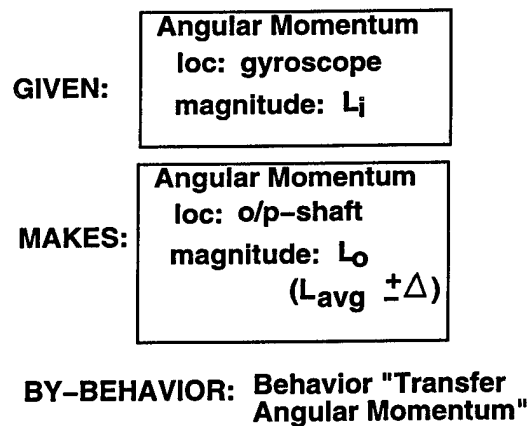 Angular Momentum
loc: gyroscope
GIVEN:
magnitude: Li
Angular Momentum
loc: o/p-shaft
MAKES:
magnitude: Lo
(Lavg ±Δ)
BY-BEHAVIOR: Behavior "Transfer
Angular Momentum"